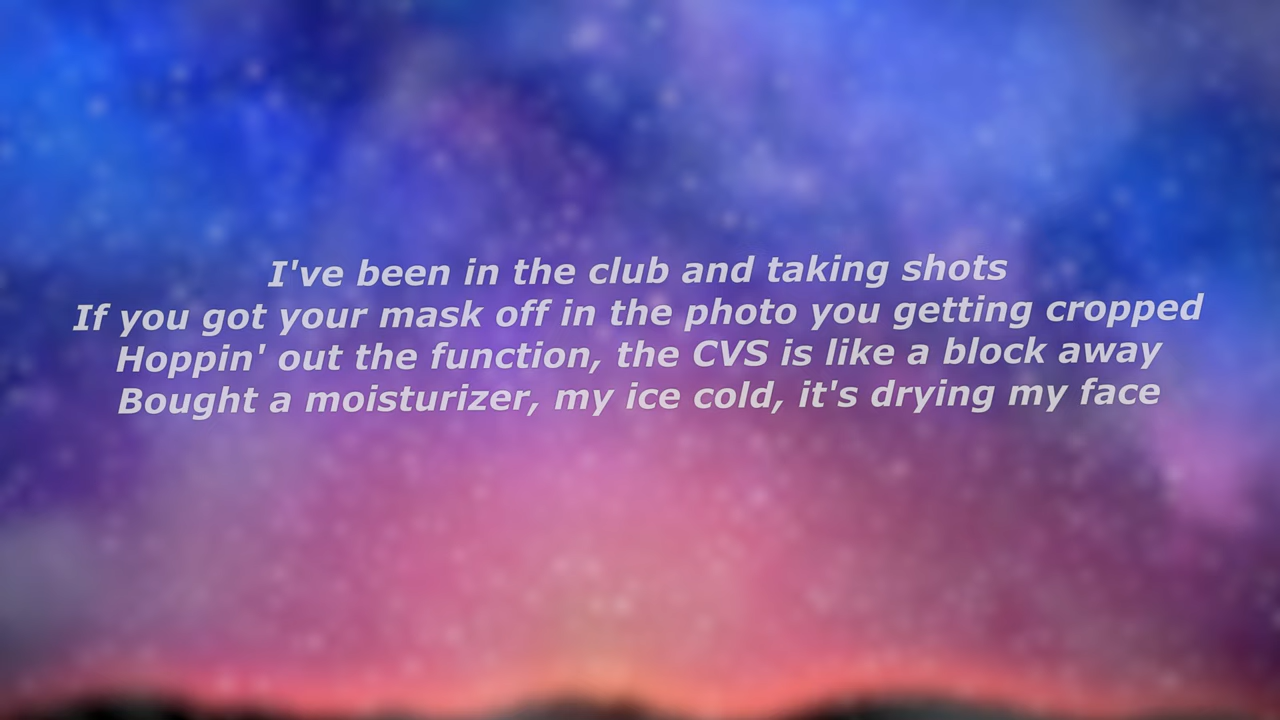 I've been in the club and taking shots
If you got your mask off in the photo you getting cropped
Hoppin' out the function, the CVS is like a block away
Bought a moisturizer, my ice cold, it's drying my face